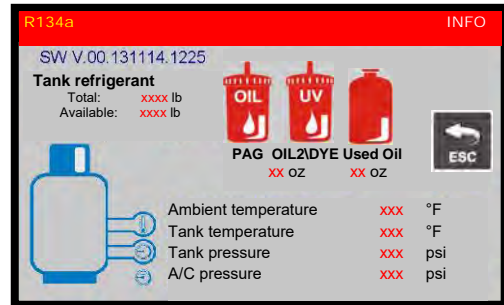 R134a INFO
SW V.00.131114.1225
Tank refrigerant
Total: xxxx lb
Available: xxxx lb
OIL UV
PAG OIL2\DYE Used Oil
xx oz xx oz
ESC
Ambient temperature xxx °F
Tank temperature xxx °F
Tank pressure xxx psi
A/C pressure xxx psi